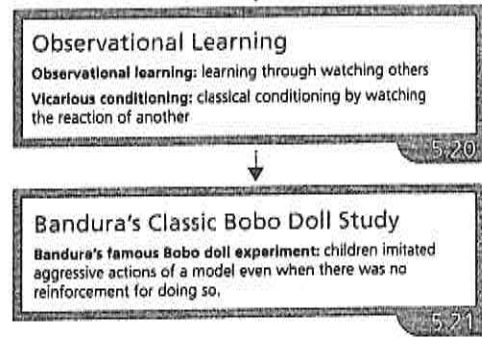 Observational Learning
Observational learning: learning through watching others
Vicarious conditioning: classical conditioning by watching
the reaction of another
5.20
Bandura's Classic Bobo Doll Study
Bandura's famous Bobo doll experiment: children imitated
aggressive actions of a model even when there was no
reinforcement for doing so.
5.21